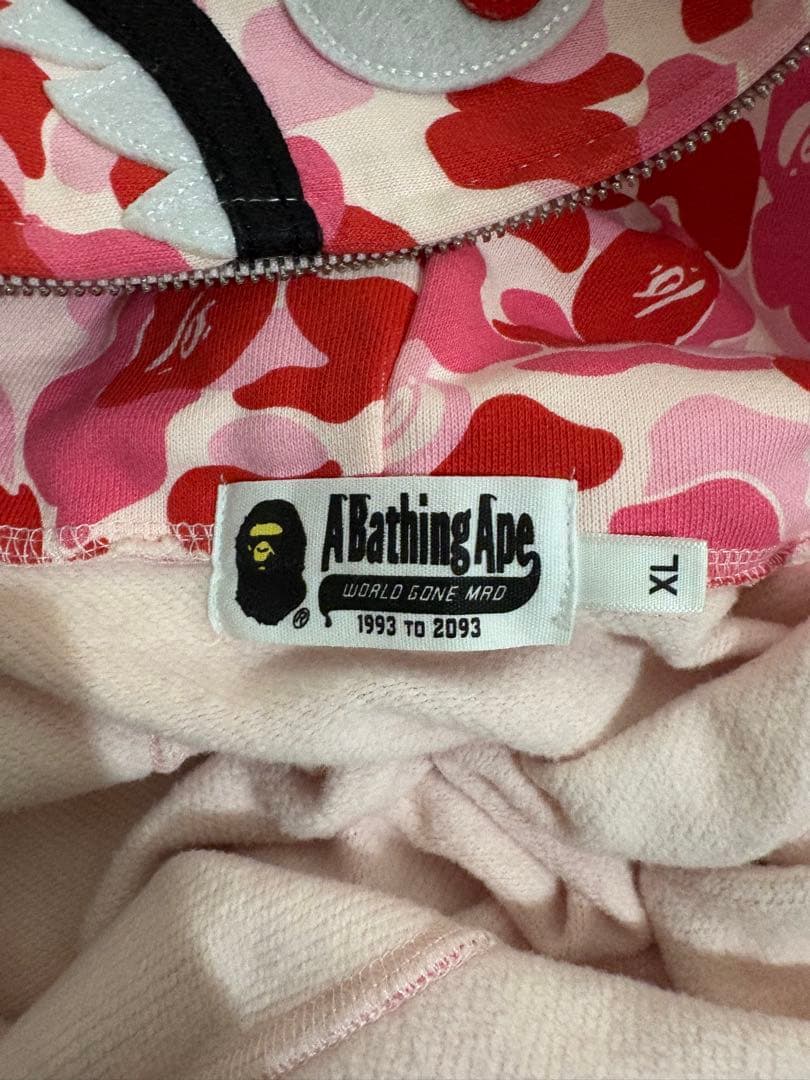 A Bathing Ape
WORLD GONE MAD
1993 TO 2093
®
XL